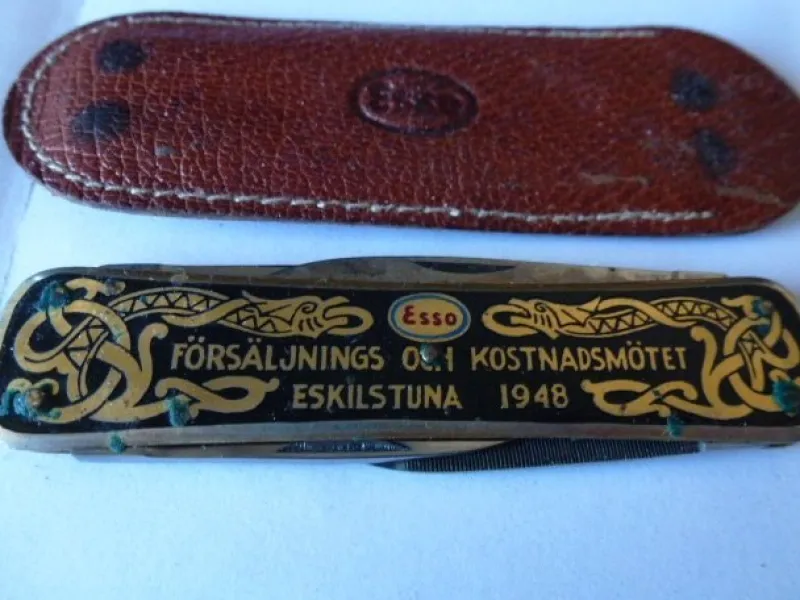 Esso
Esso
FÖRSÄLJNINGS OCH KOSTNADSMÖTET
ESKILSTUNA 1948